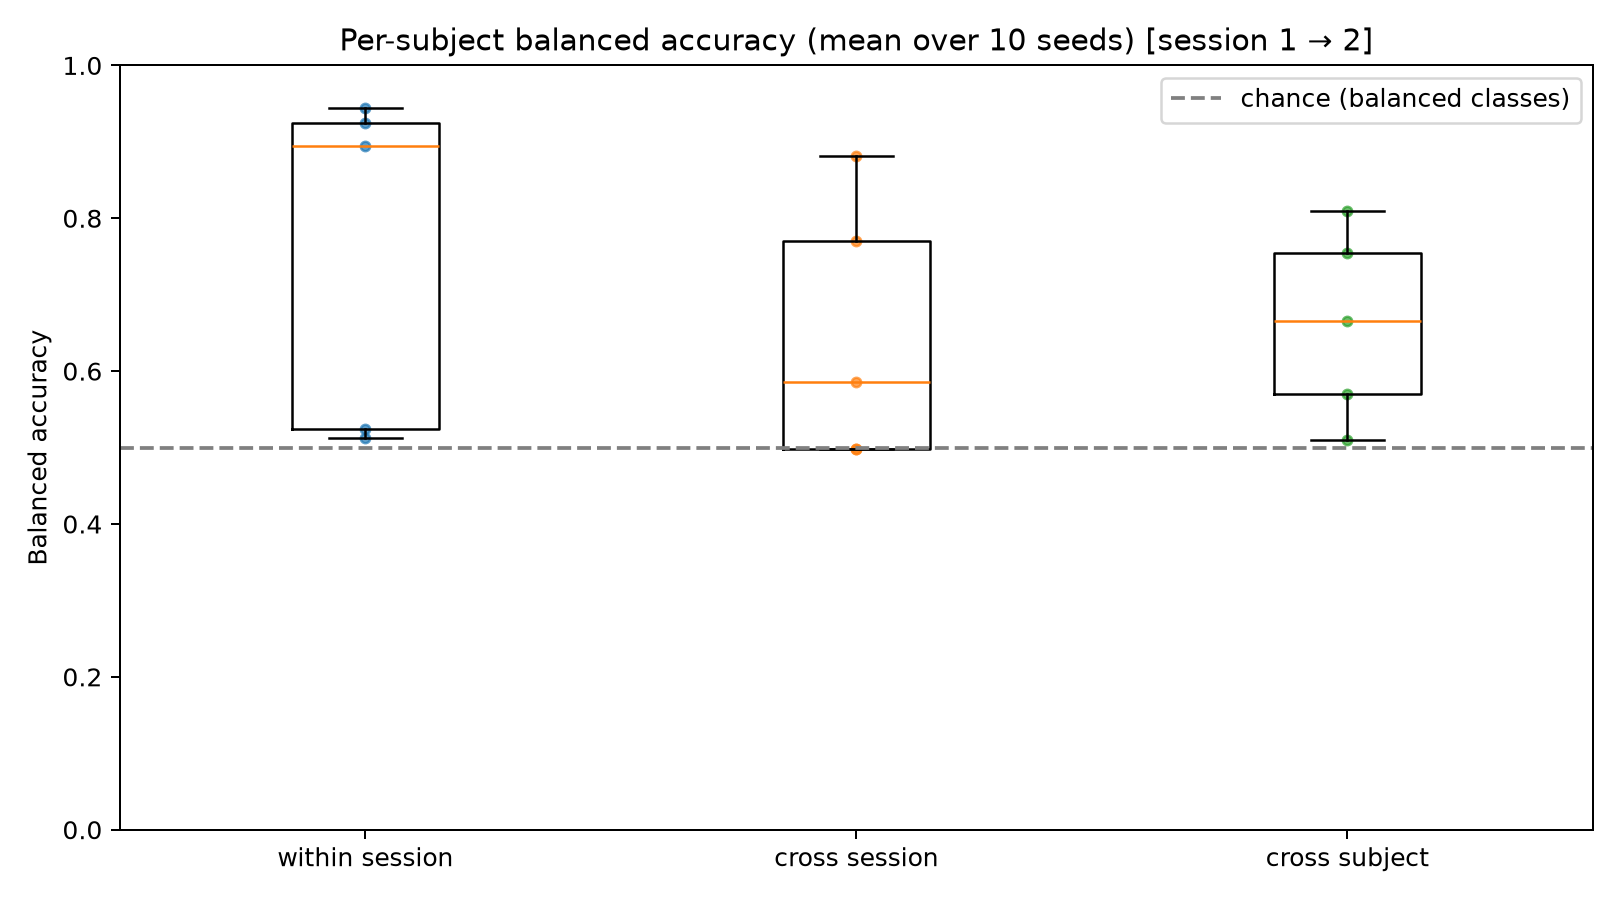 Per-subject balanced accuracy (mean over 10 seeds) [session 1 → 2]
chance (balanced classes)
Balanced accuracy
1.0
0.8
0.6
0.4
0.2
0.0
within session
cross session
cross subject